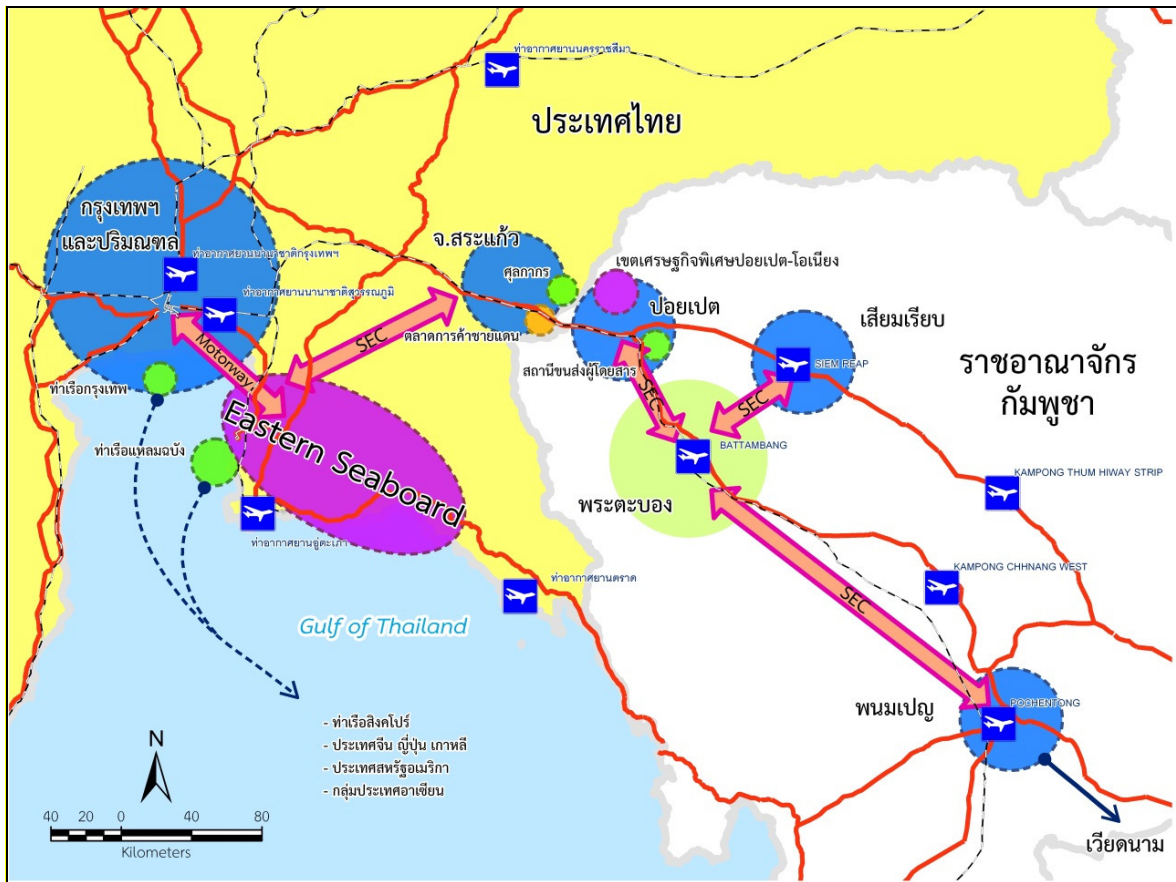 ท่าอากาศยานนครราชสีมา
ประเทศไทย
กรุงเทพฯ
และปริมณฑล
ท่าอากาศยานนานาชาติกรุงเทพฯ
ท่าอากาศยานนานาชาติสุวรรณภูมิ
จ.สระแก้ว
ศุลกากร
เขตเศรษฐกิจพิเศษปอยเปต-โอเนียง
ปอยเปต
เสียมเรียบ
SIEM REAP
ราชอาณาจักร
กัมพูชา
Motorway
SEC
ตลาดการค้าชายแดน
สถานีขนส่งผู้โดยสาร
SEC
SEC
ท่าเรือกรุงเทพ
Eastern Seaboard
ท่าเรือแหลมฉบัง
BATTAMBANG
พระตะบอง
KAMPONG THUM HIWAY STRIP
ท่าอากาศยานอู่ตะเภา
ท่าอากาศยานตราด
KAMPONG CHHNANG WEST
SEC
Gulf of Thailand
พนมเปญ
POCHENTONG
- ท่าเรือสิงคโปร์
- ประเทศจีน ญี่ปุ่น เกาหลี
- ประเทศสหรัฐอเมริกา
- กลุ่มประเทศอาเซียน
เวียดนาม
N
40 20 0 40 80
Kilometers